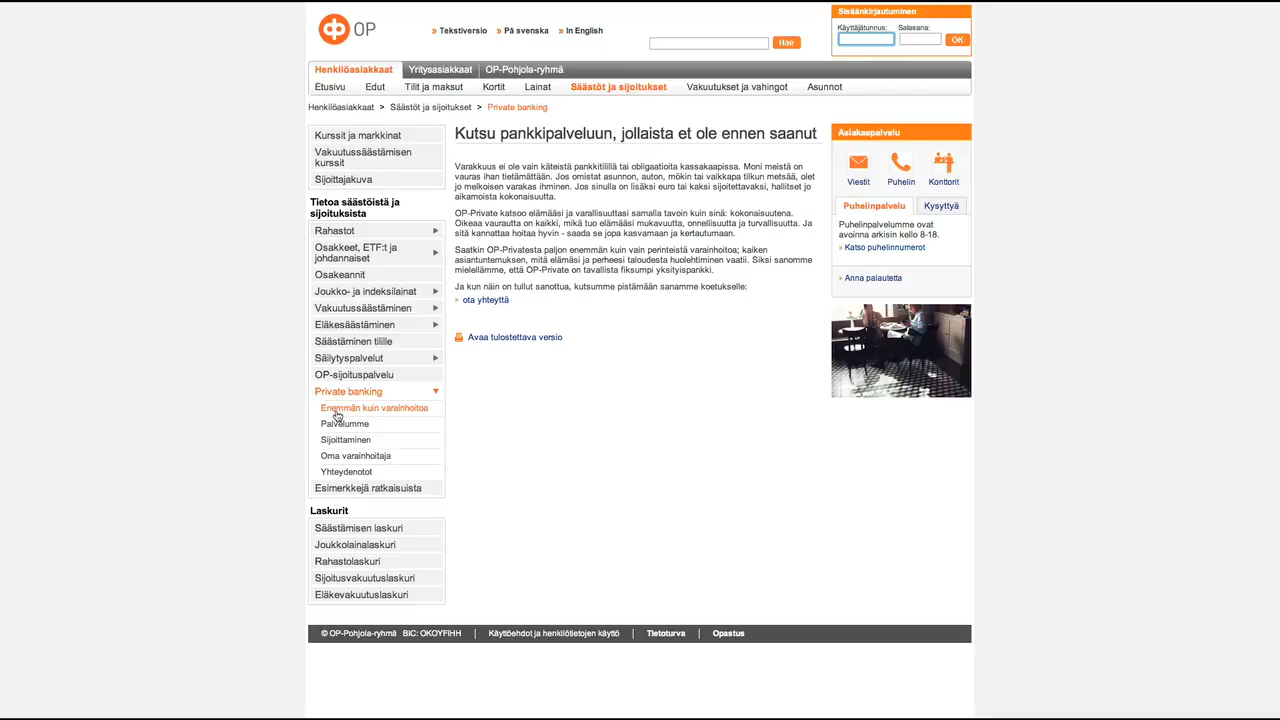 OP
» Tekstiversio » På svenska » In English
Hae
Sisäänkirjautuminen
Käyttäjätunnus: Salasana:
OK
Henkilöasiakkaat Yritysasiakkaat OP-Pohjola-ryhmä
Etusivu Edut Tilit ja maksut Kortit Lainat Säästöt ja sijoitukset Vakuutukset ja vahingot Asunnot
Henkilöasiakkaat > Säästöt ja sijoitukset > Private banking
Kurssit ja markkinat
Vakuutussäästämisen
kurssit
Sijoittajakuva
Tietoa säästöistä ja
sijoituksista
Rahastot
Osakkeet, ETF:t ja
johdannaiset
Osakeannit
Joukko- ja indeksilainat
Vakuutussäästäminen
Eläkesäästäminen
Säästäminen tilille
Säilytyspalvelut
OP-sijoituspalvelu
Private banking
Enemmän kuin varainhoitoa
Palvelumme
Sijoittaminen
Oma varainhoitaja
Yhteydenotot
Esimerkkejä ratkaisuista
Laskurit
Säästämisen laskuri
Joukkolainalaskuri
Rahastolaskuri
Sijoitusvakuutuslaskuri
Eläkevakuutuslaskuri
Kutsu pankkipalveluun, jollaista et ole ennen saanut
Varakkuus ei ole vain käteistä pankkitilillä tai obligaatioita kassakaapissa. Moni meistä on
vauras ihan tietämättään. Jos omistat asunnon, auton, mökin tai vaikkapa tilkun metsää, olet
jo melkoisen varakas ihminen. Jos sinulla on lisäksi euro tai kaksi sijoitettavaksi, hallitset jo
aikamoista kokonaisuutta.
OP-Private katsoo elämääsi ja varallisuuttasi samalla tavoin kuin sinä: kokonaisuutena.
Oikeaa vaurautta on kaikki, mikä tuo elämääsi mukavuutta, onnellisuutta ja turvallisuutta. Ja
sitä kannattaa hoitaa hyvin - saada se jopa kasvamaan ja kertautumaan.
Saatkin OP-Privatesta paljon enemmän kuin vain perinteistä varainhoitoa; kaiken
asiantuntemuksen, mitä elämäsi ja perheesi taloudesta huolehtiminen vaatii. Siksi sanomme
mielellämme, että OP-Private on tavallista fiksumpi yksityispankki.
Ja kun näin on tullut sanottua, kutsumme pistämään sanamme koetukselle:
» ota yhteyttä
Avaa tulostettava versio
Asiakaspalvelu
Viestit Puhelin Konttorit
Puhelinpalvelu Kysyttyä
Puhelinpalvelumme ovat
avoinna arkisin kello 8-18.
» Katso puhelinnumerot
» Anna palautetta
© OP-Pohjola-ryhmä BIC: OKOYFIHH | Käyttöehdot ja henkilötietojen käyttö | Tietoturva | Opastus